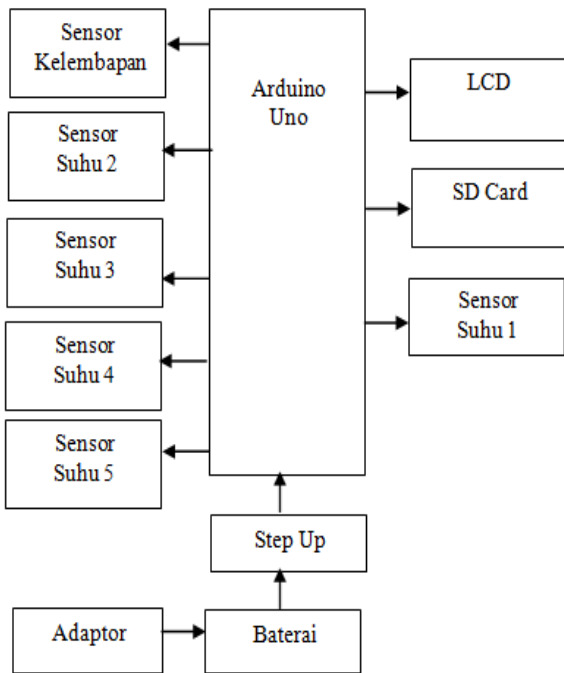 Sensor
Kelembapan
Sensor
Suhu 2
Sensor
Suhu 3
Sensor
Suhu 4
Sensor
Suhu 5
Arduino
Uno
LCD
SD Card
Sensor
Suhu 1
Step Up
Adaptor
Baterai